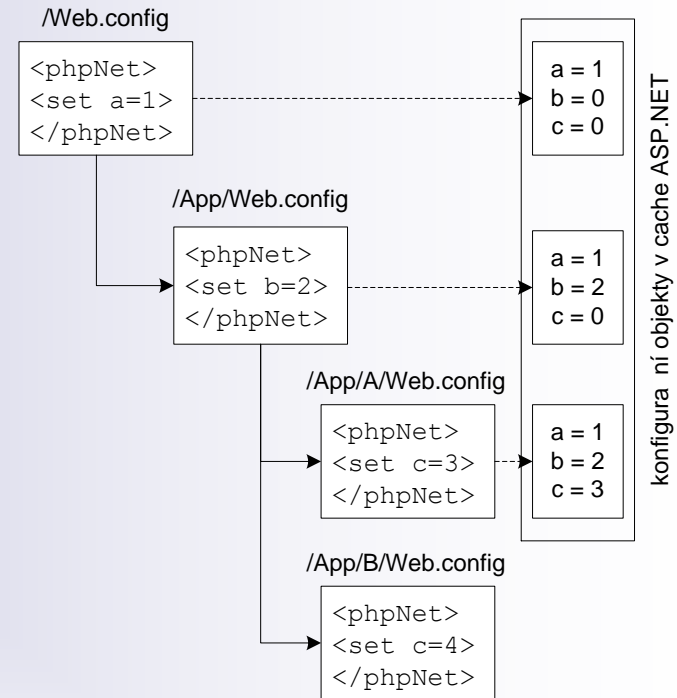 /Web.config
<phpNet>
<set a=1>
</phpNet>
a = 1
b = 0
c = 0
/App/Web.config
<phpNet>
<set b=2>
</phpNet>
a = 1
b = 2
c = 0
/App/A/Web.config
<phpNet>
<set c=3>
</phpNet>
a = 1
b = 2
c = 3
/App/B/Web.config
<phpNet>
<set c=4>
</phpNet>
konfigura ní objekty v cache ASP.NET